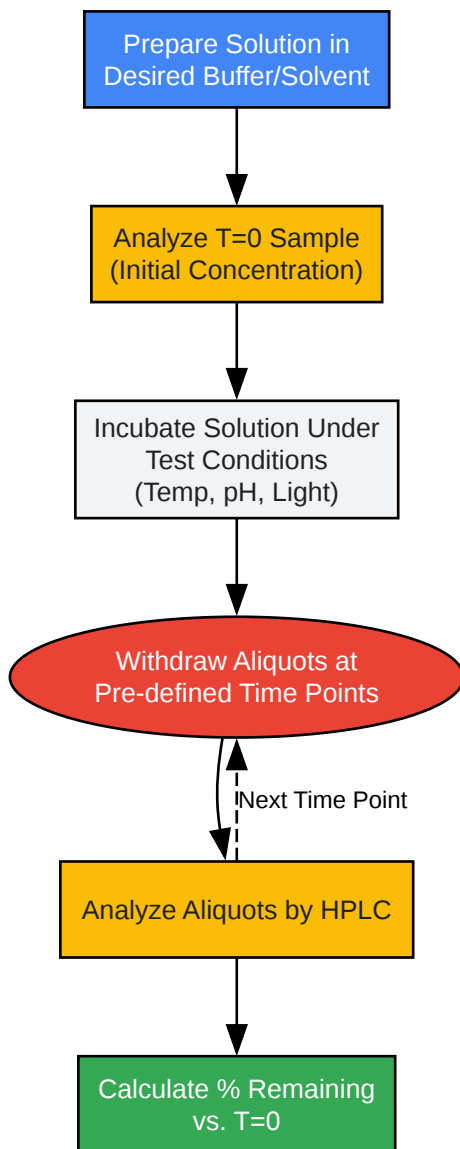 Prepare Solution in
Desired Buffer/Solvent
Analyze T=0 Sample
(Initial Concentration)
Incubate Solution Under
Test Conditions
(Temp, pH, Light)
Withdraw Aliquots at
Pre-defined Time Points
Next Time Point
Analyze Aliquots by HPLC
Calculate % Remaining
vs. T=0